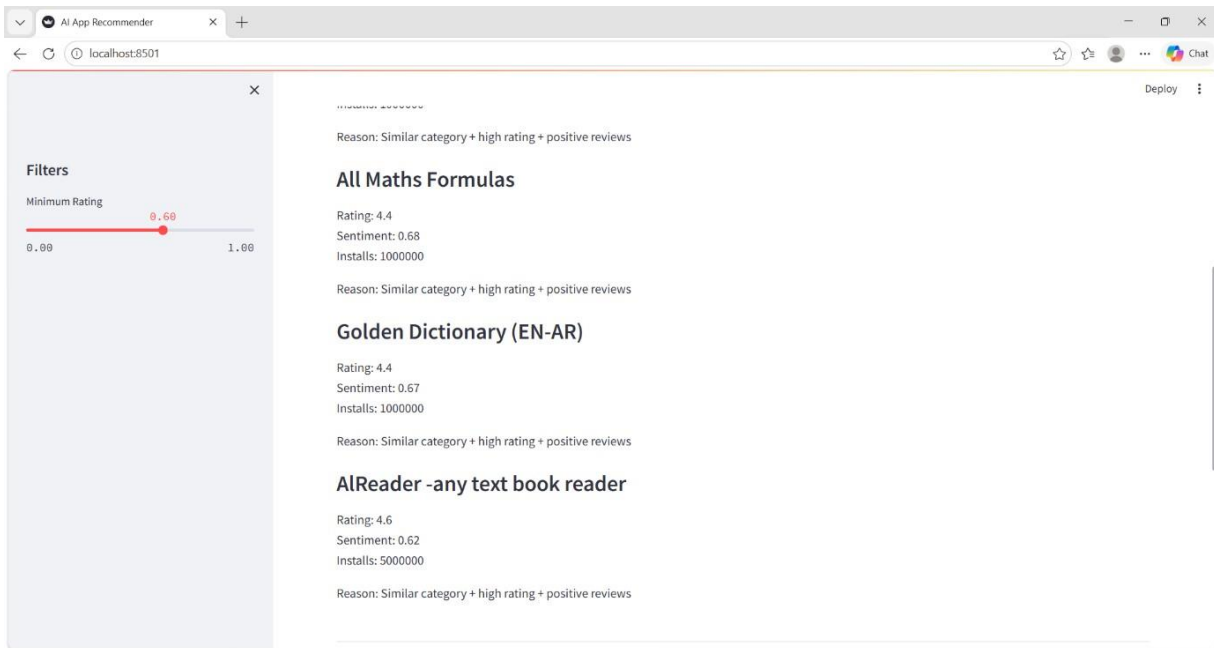 AI App Recommender
localhost:8501
Chat
Deploy
Filters
Minimum Rating
0.60
0.00 1.00
Reason: Similar category + high rating + positive reviews
All Maths Formulas
Rating: 4.4
Sentiment: 0.68
Installs: 1000000
Reason: Similar category + high rating + positive reviews
Golden Dictionary (EN-AR)
Rating: 4.4
Sentiment: 0.67
Installs: 1000000
Reason: Similar category + high rating + positive reviews
AlReader -any text book reader
Rating: 4.6
Sentiment: 0.62
Installs: 5000000
Reason: Similar category + high rating + positive reviews